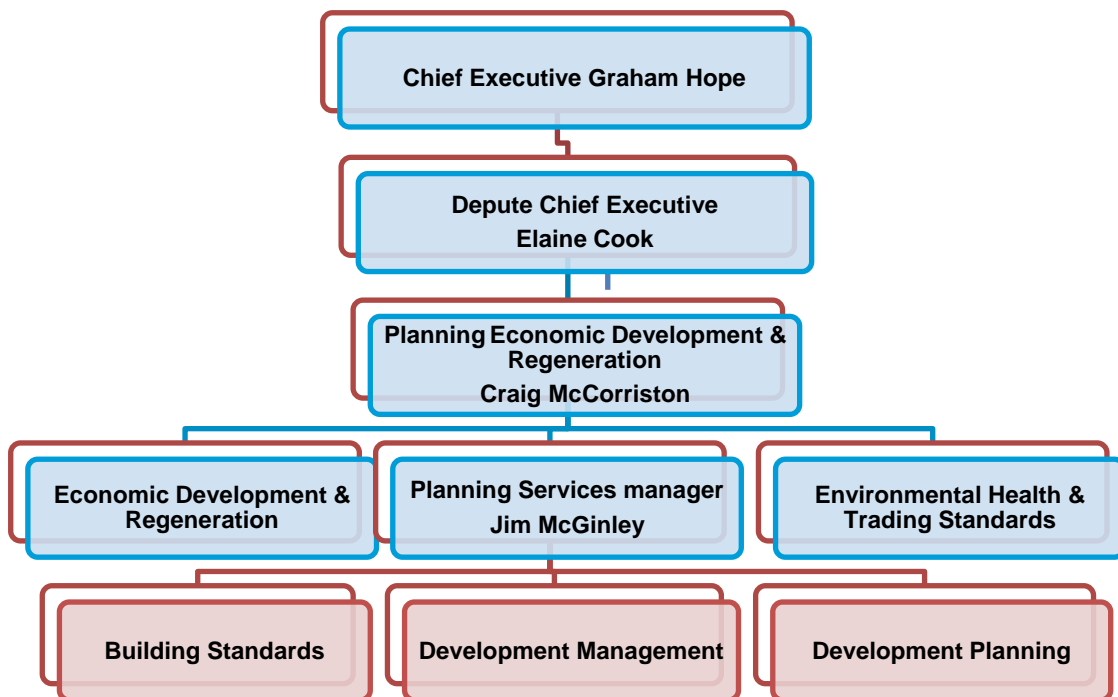 Chief Executive Graham Hope
Depute Chief Executive
Elaine Cook
Planning Economic Development &
Regeneration
Craig McCorriston
Economic Development &
Regeneration
Planning Services manager
Jim McGinley
Environmental Health &
Trading Standards
Building Standards
Development Management
Development Planning